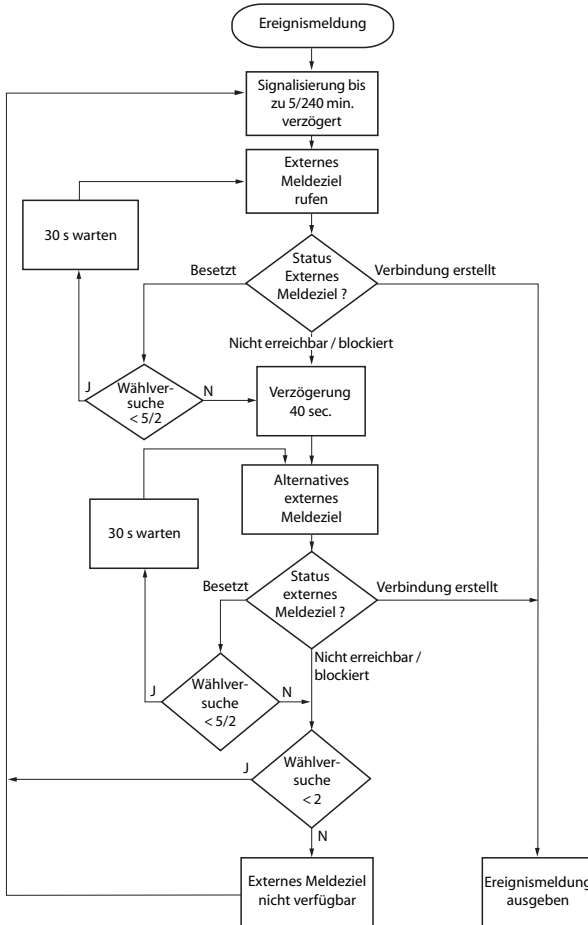 Ereignismeldung
Signalisierung bis
zu 5/240 min.
verzögert
Externes
Meldeziel
rufen
30 s warten
Status
Externes
Meldeziel ?
Besetzt
Verbindung erstellt
Nicht erreichbar / blockiert
J
Wählver-
suche
< 5/2
N
Verzögerung
40 sec.
Alternatives
externes
Meldeziel
30 s warten
Status
externes
Meldeziel ?
Besetzt
Verbindung erstellt
Nicht erreichbar /
blockiert
J
Wählver-
suche
< 5/2
N
J
Wählver-
suche
< 2
N
Externes Meldeziel
nicht verfügbar
Ereignismeldung
ausgeben